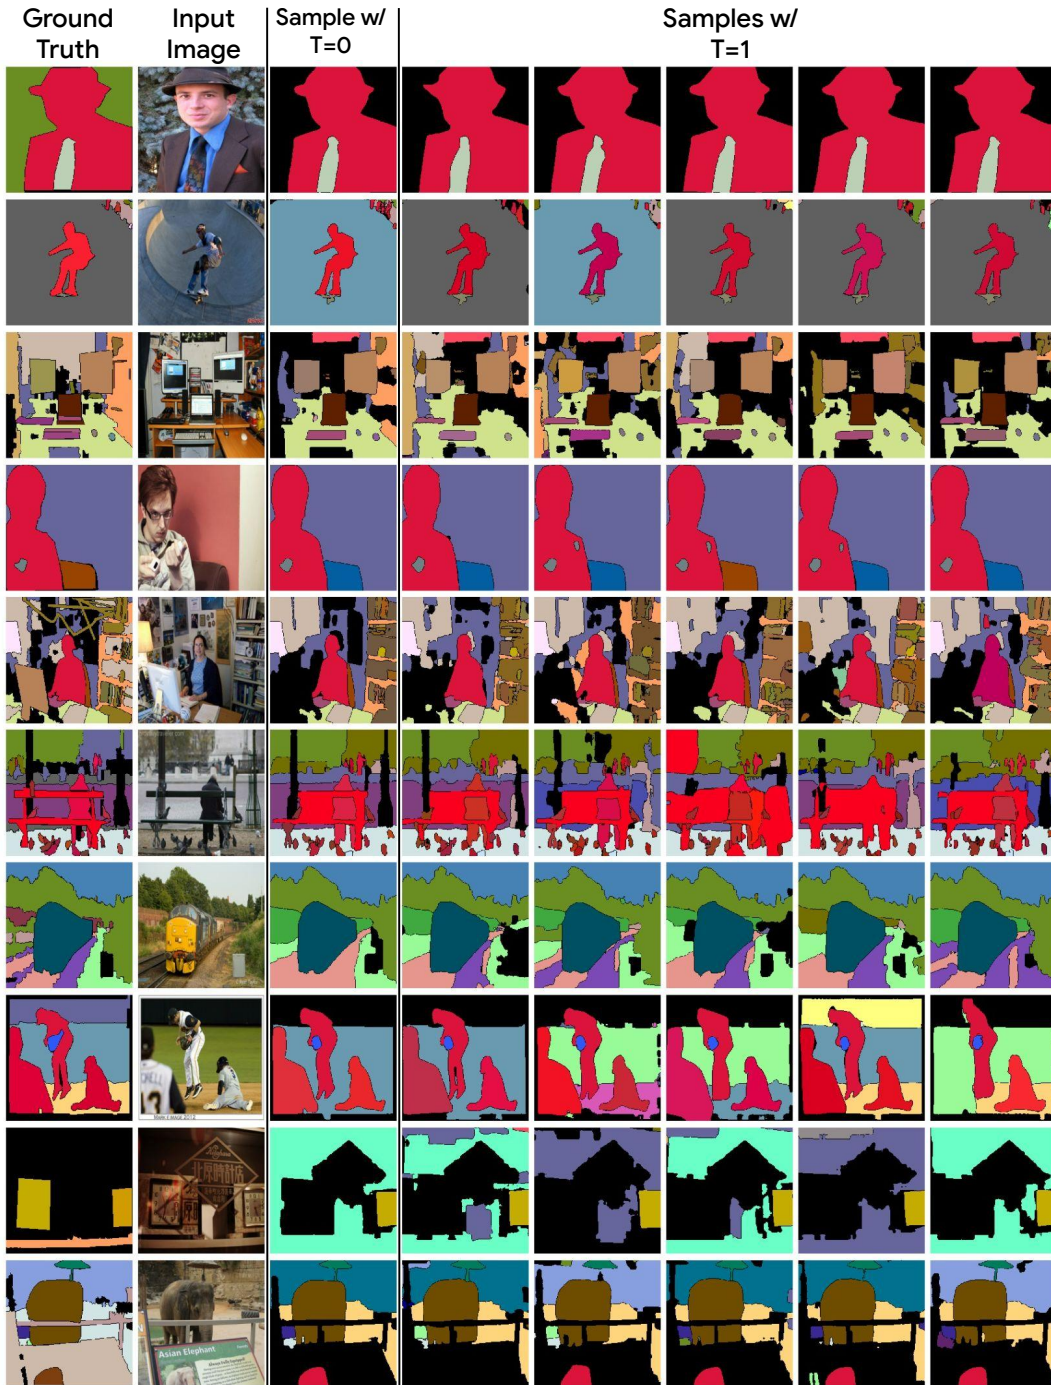 Ground
Truth
Input
Image
Sample w/
T=0
Samples w/
T=1
Asian Elephant